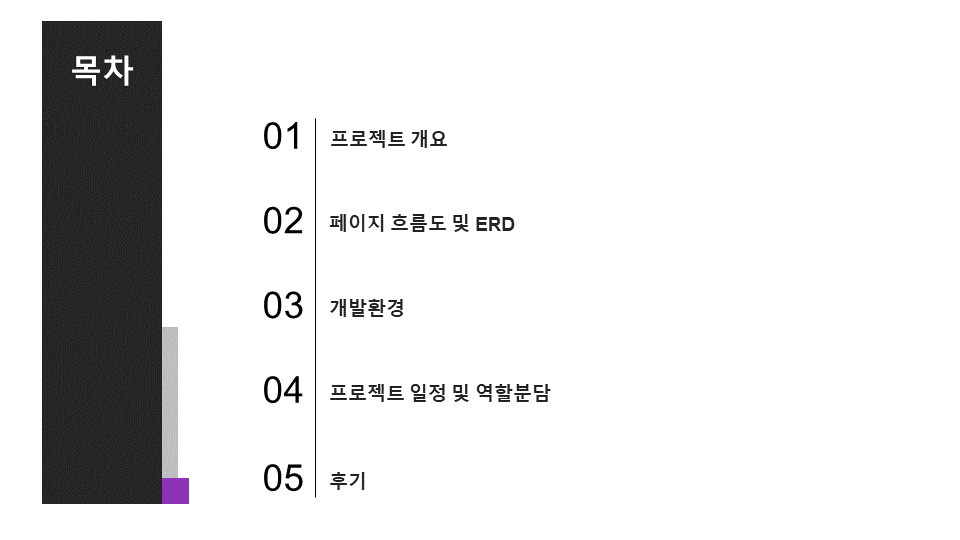 목차
01 프로젝트 개요
02 페이지 흐름도 및 ERD
03 개발환경
04 프로젝트 일정 및 역할분담
05 후기